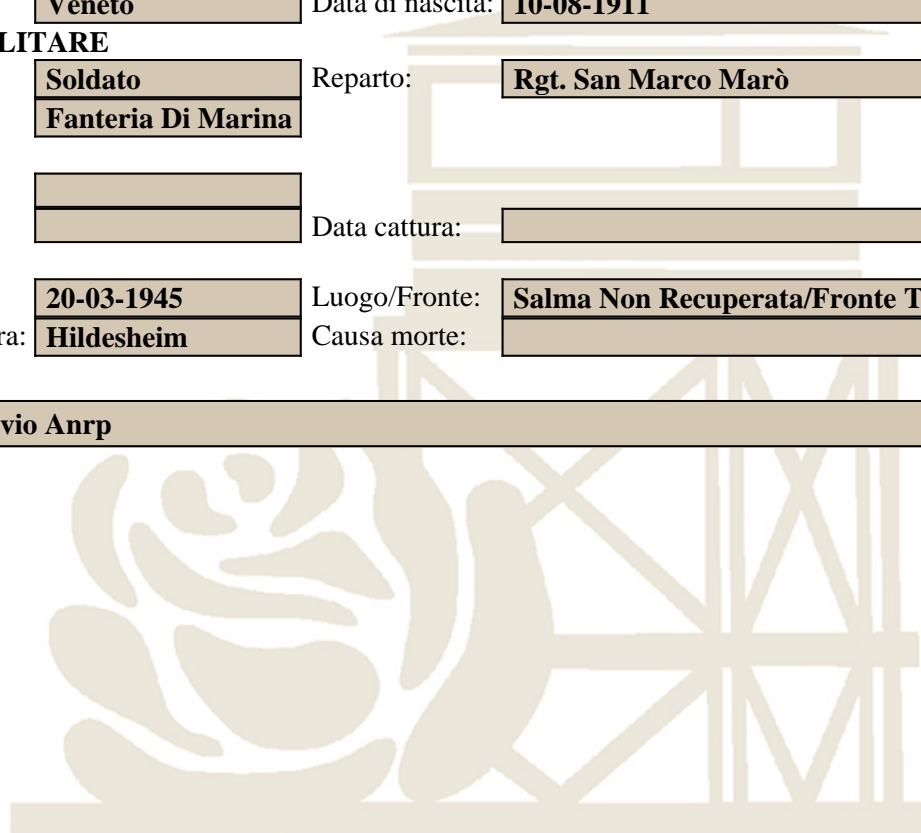 Veneto Data di nascita: 10-08-1911
LITARE
Soldato Reparto: Rgt. San Marco Marò
Fanteria Di Marina
Data cattura:
20-03-1945 Luogo/Fronte: Salma Non Recuperata/Fronte T
ra: Hildesheim Causa morte:
vio Anrp